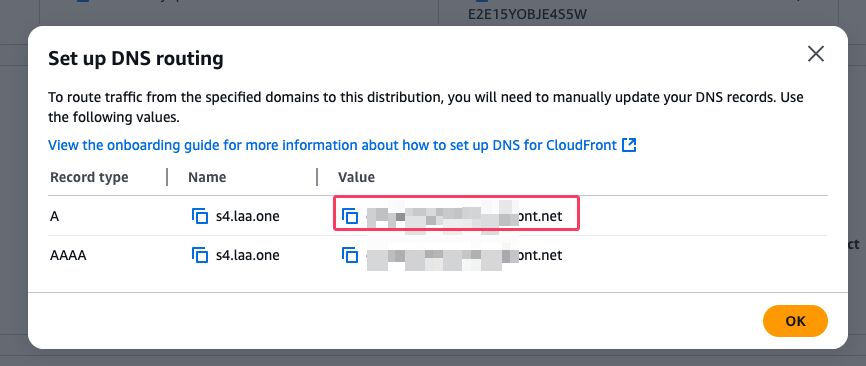 E2E15YOBJE4S5W
Set up DNS routing
To route traffic from the specified domains to this distribution, you will need to manually update your DNS records. Use
the following values.
View the onboarding guide for more information about how to set up DNS for CloudFront
Record type Name Value
A s4.laa.one ont.net
AAAA s4.laa.one ont.net
ct
OK